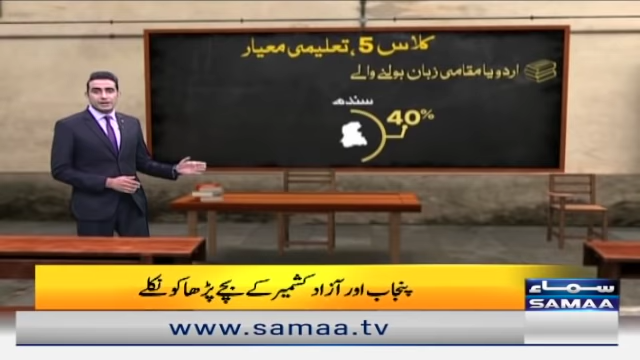 کلاس 5، تعلیمی معیار
اردو یا مقامی زبان بولنے والے
سندھ
40%
پنجاب اور آزاد کشمیر کے بچے پڑھاکو نکلے
سماء
SAMAA
www.samaa.tv